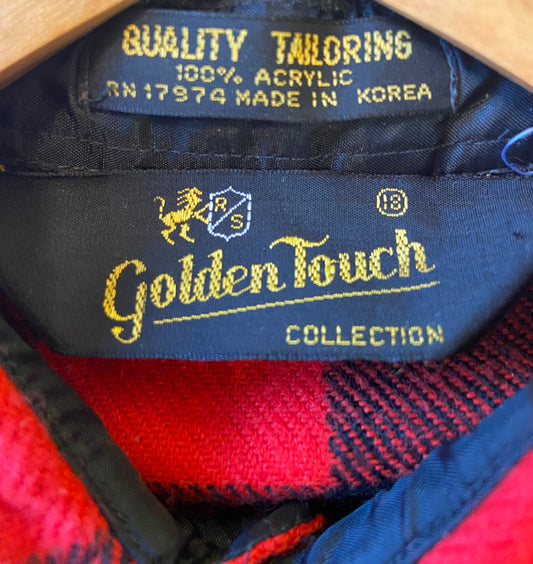 QUALITY TAILORING
100% ACRYLIC
RN 17974 MADE IN KOREA
R S
18
Golden Touch
COLLECTION